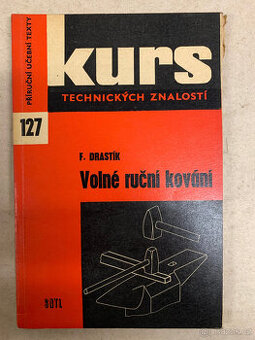 PŘÍRUČNÍ UČEBNÍ TEXTY
kurs
TECHNICKÝCH ZNALOSTÍ
127
F. DRASTÍK
Volné ruční kování
SNTL